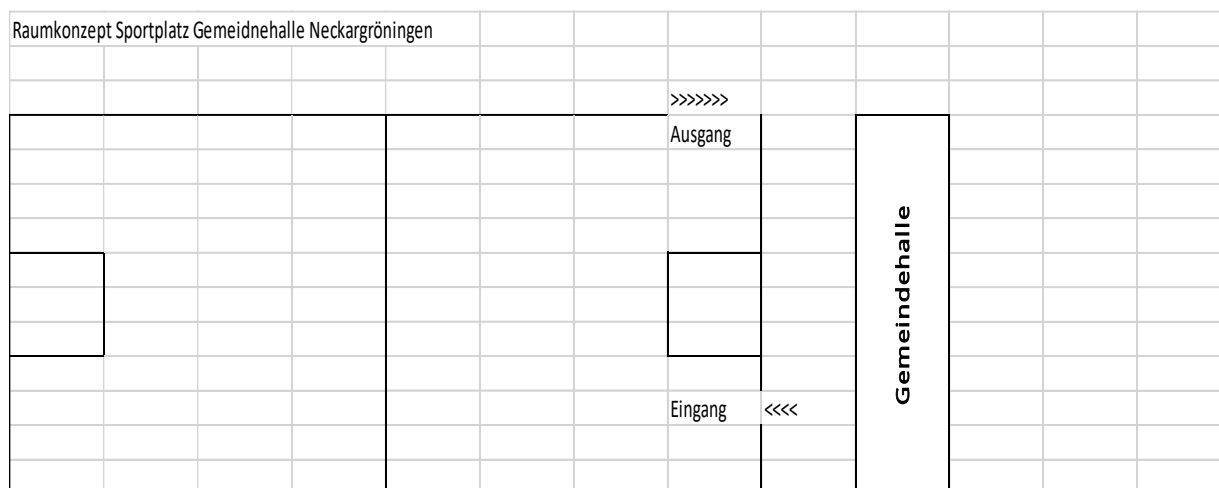 Raumkonzept Sportplatz Gemeidnehalle Neckargröningen
>>>>>>>
Ausgang
Gemeindehalle
Eingang <<<<